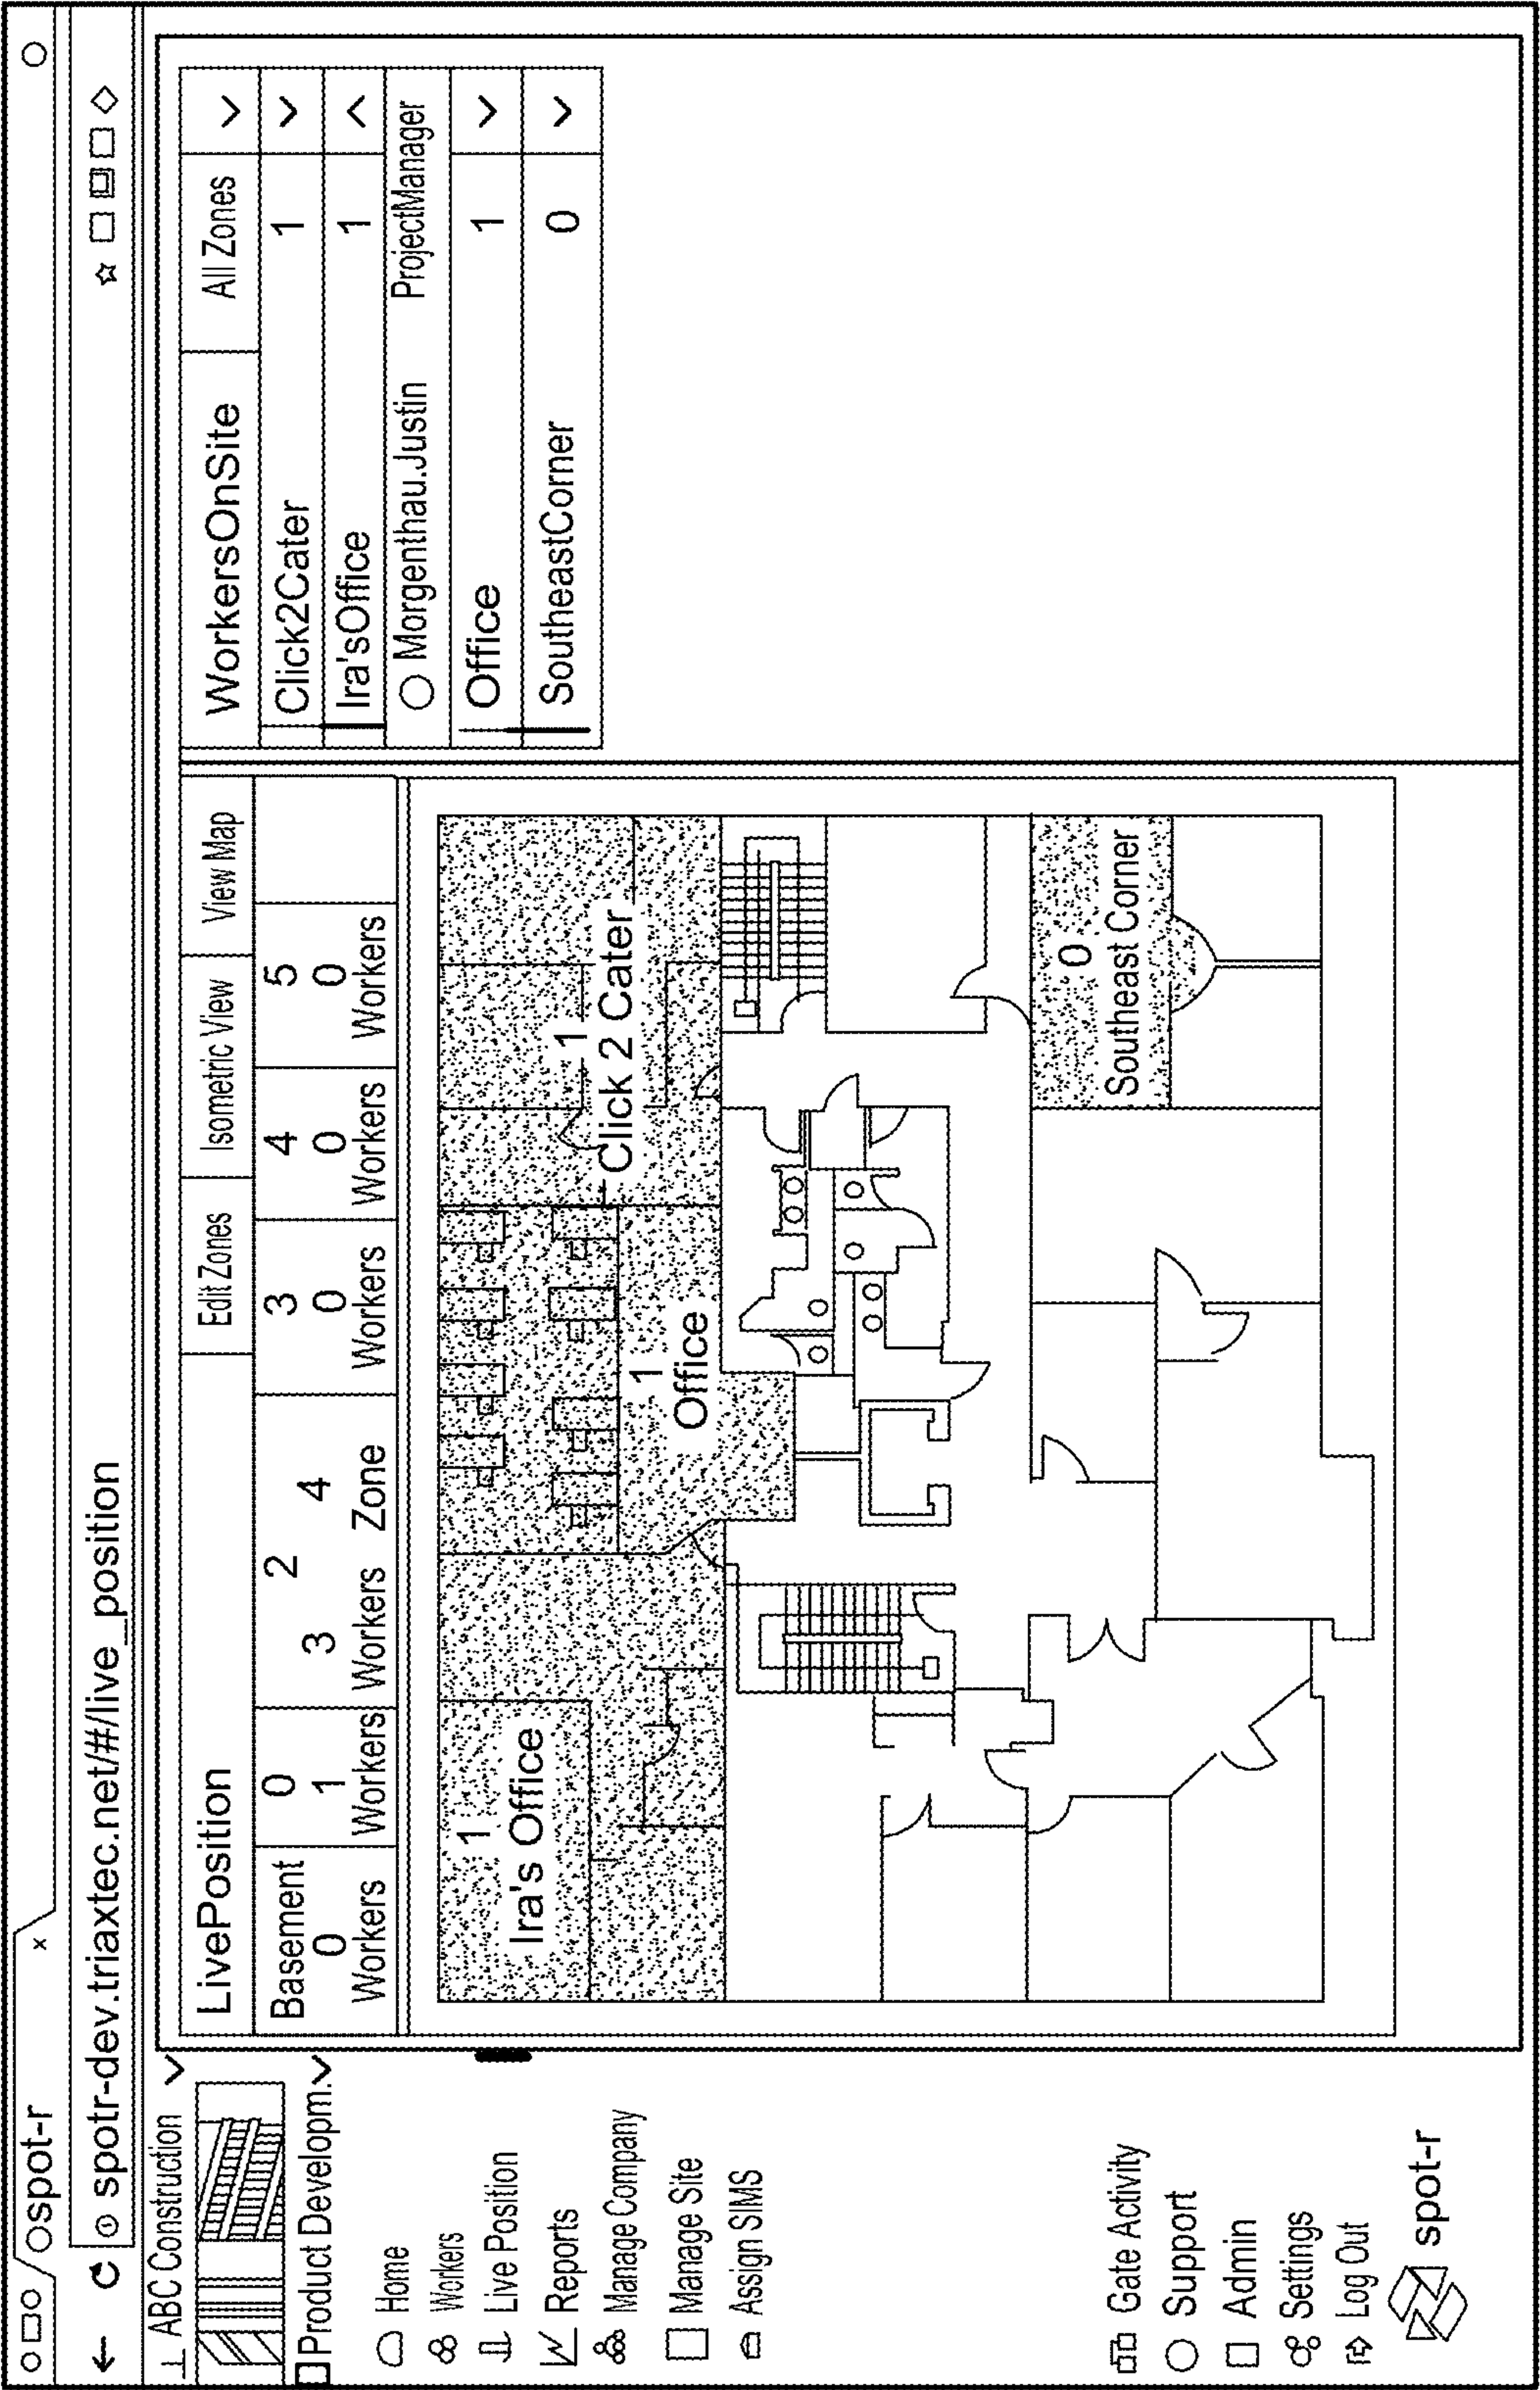 spot-r
x
spotr-dev.triaxtec.net/#/live_position
ABC Construction
Product Developm.
Home
Workers
Live Position
Reports
Manage Company
Manage Site
Assign SIMS
Gate Activity
Support
Admin
Settings
Log Out
spot-r
LivePosition
Edit Zones
Isometric View
View Map
Basement 0 2 3 4 5
0 1 3 4 0 0 0
Workers Workers Workers Zone Workers Workers Workers
1
Ira's Office
1
Office
1
Click 2 Cater
0
Southeast Corner
WorkersOnSite All Zones
Click2Cater 1
Ira'sOffice 1
Morgenthau.Justin ProjectManager
Office 1
SoutheastCorner 0